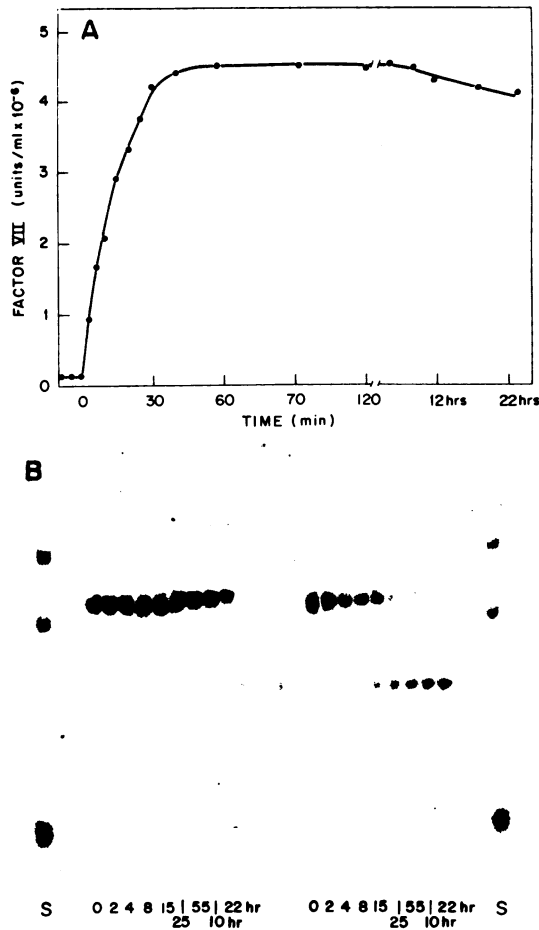 A
5
4
3
2
1
0
FACTOR VII (units/ml x 10⁻⁶)
0 30 60 70 120 12hrs 22hrs
TIME (min)
B
S 0 2 4 8 15 | 55 | 22 hr 0 2 4 8 15 | 55 | 22 hr S
25 10 hr 25 10 hr